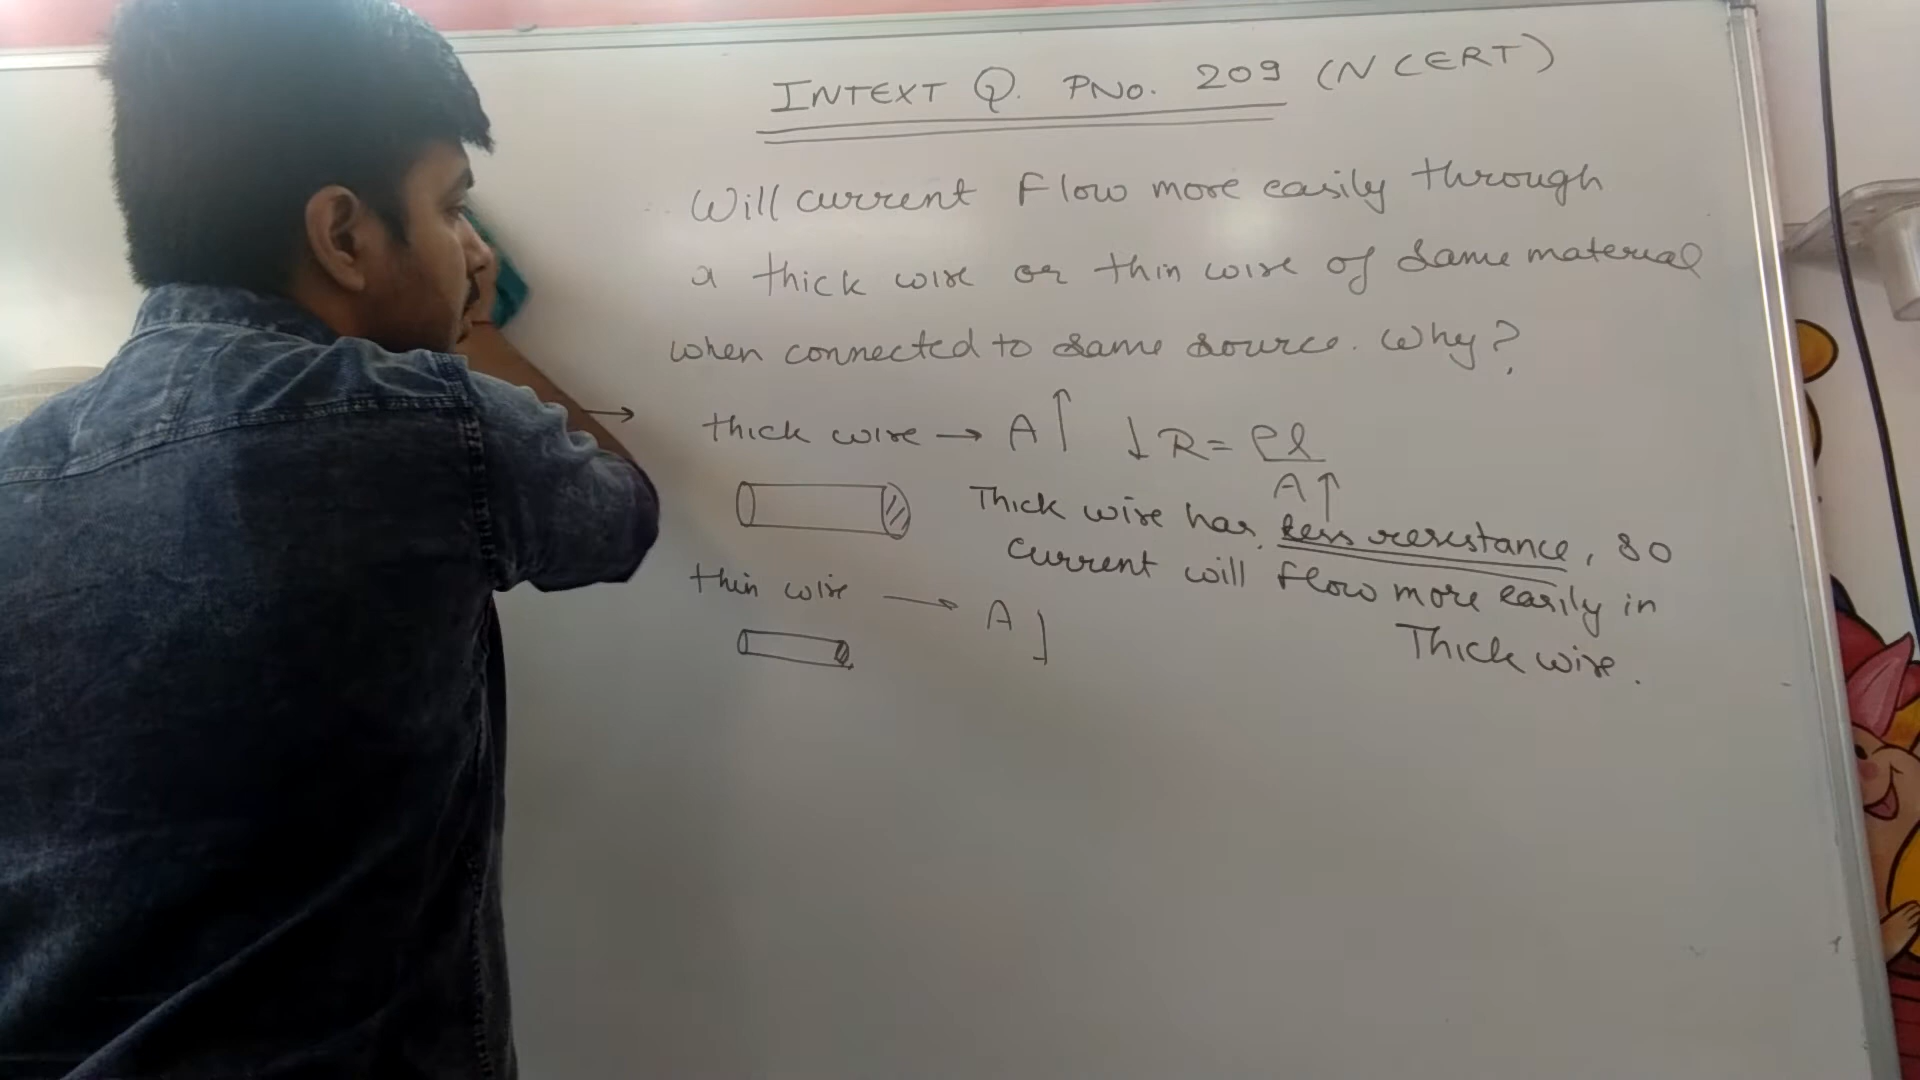 INTEXT Q. PNO. 209 (NCERT)
Will current Flow more easily through
a thick wire or thin wire of same material
when connected to same source. Why?
→ thick wire → A↑ ↓R = ρl/A↑
Thick wire has less resistance, so
current will flow more easily in
Thick wire.
thin wire → A↓